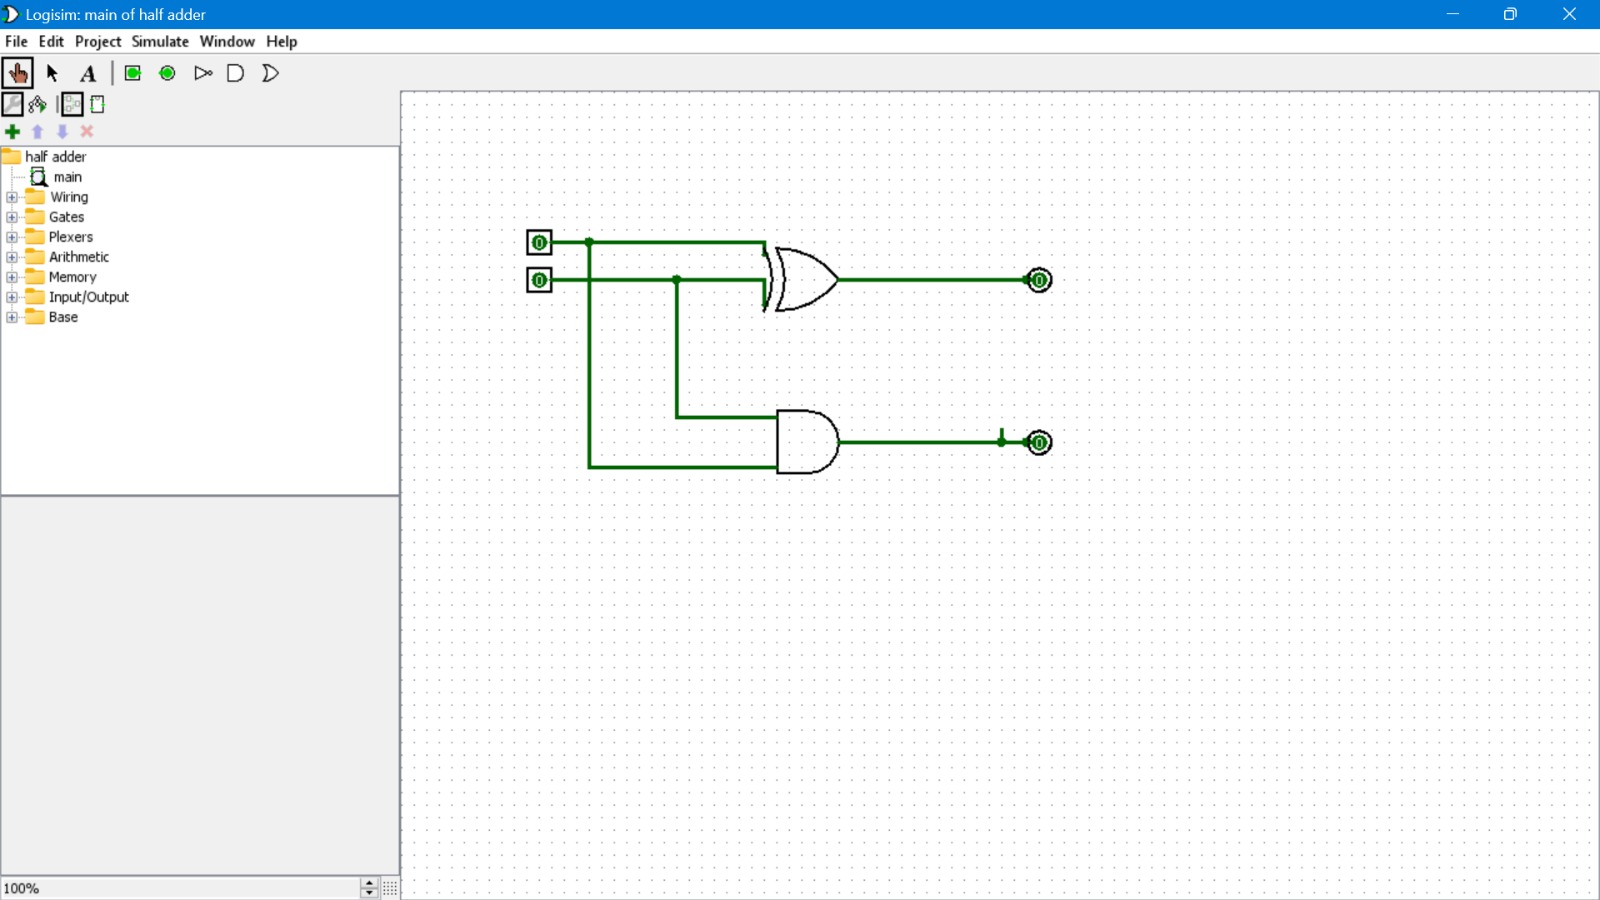 Logisim: main of half adder
File Edit Project Simulate Window Help
A
half adder
main
Wiring
Gates
Plexers
Arithmetic
Memory
Input/Output
Base
0
0
0
0
100%